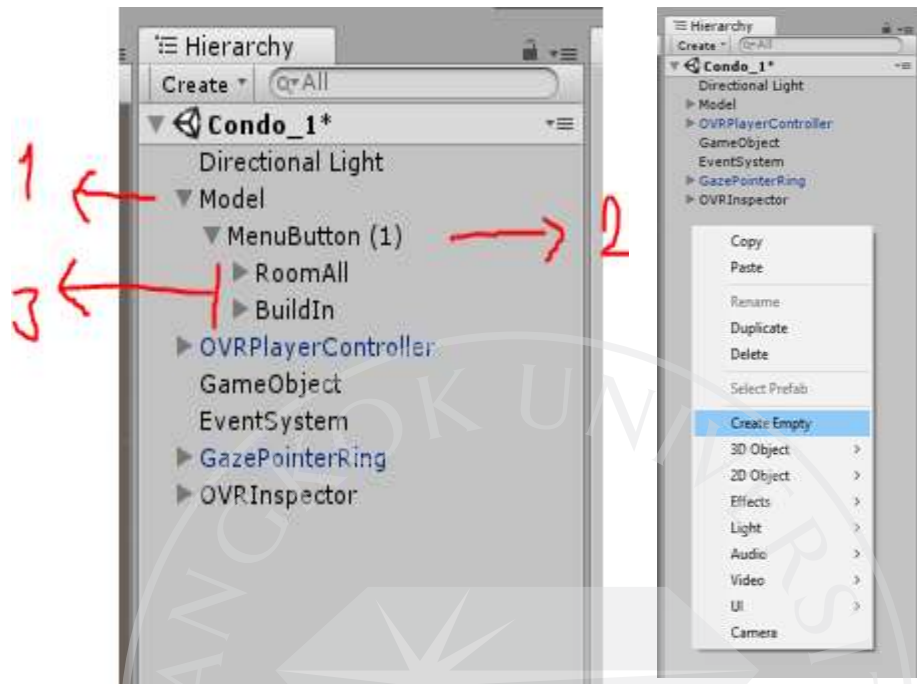 Hierarchy
Create All
Condo_1*
Directional Light
1
Model
MenuButton (1)
2
3
RoomAll
BuildIn
OVRPlayerController
GameObject
EventSystem
GazePointerRing
OVRInspector
Hierarchy
Create All
Condo_1*
Directional Light
Model
OVRPlayerController
GameObject
EventSystem
GazePointerRing
OVRInspector
Copy
Paste
Rename
Duplicate
Delete
Select Prefab
Create Empty
3D Object
2D Object
Effects
Light
Audio
Video
UI
Camera